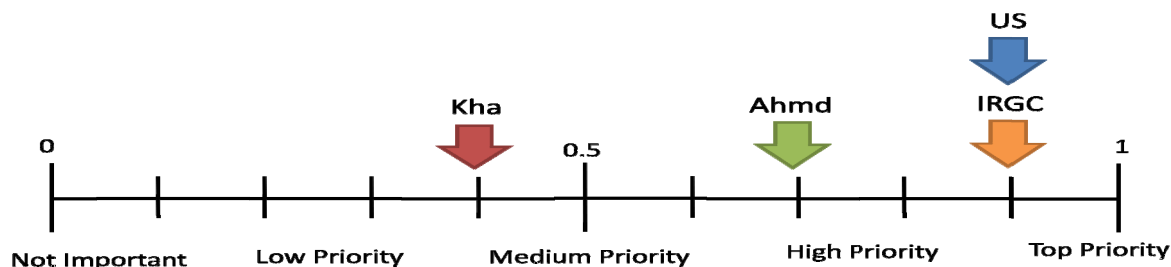 US
Kha
Ahmd
IRGC
0
0.5
1
Not Important
Low Priority
Medium Priority
High Priority
Top Priority